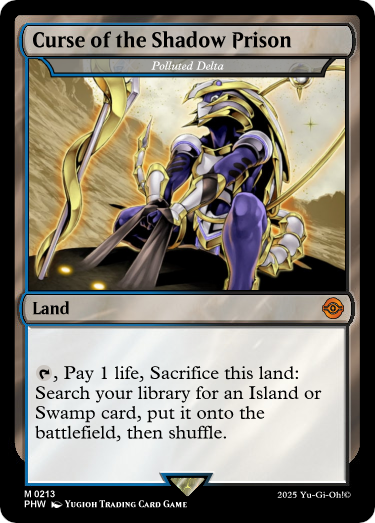 Curse of the Shadow Prison
Polluted Delta
Land
, Pay 1 life, Sacrifice this land:
Search your library for an Island or
Swamp card, put it onto the
battlefield, then shuffle.
M 0213
PHW Yugioh Trading Card Game
2025 Yu-Gi-Oh!©